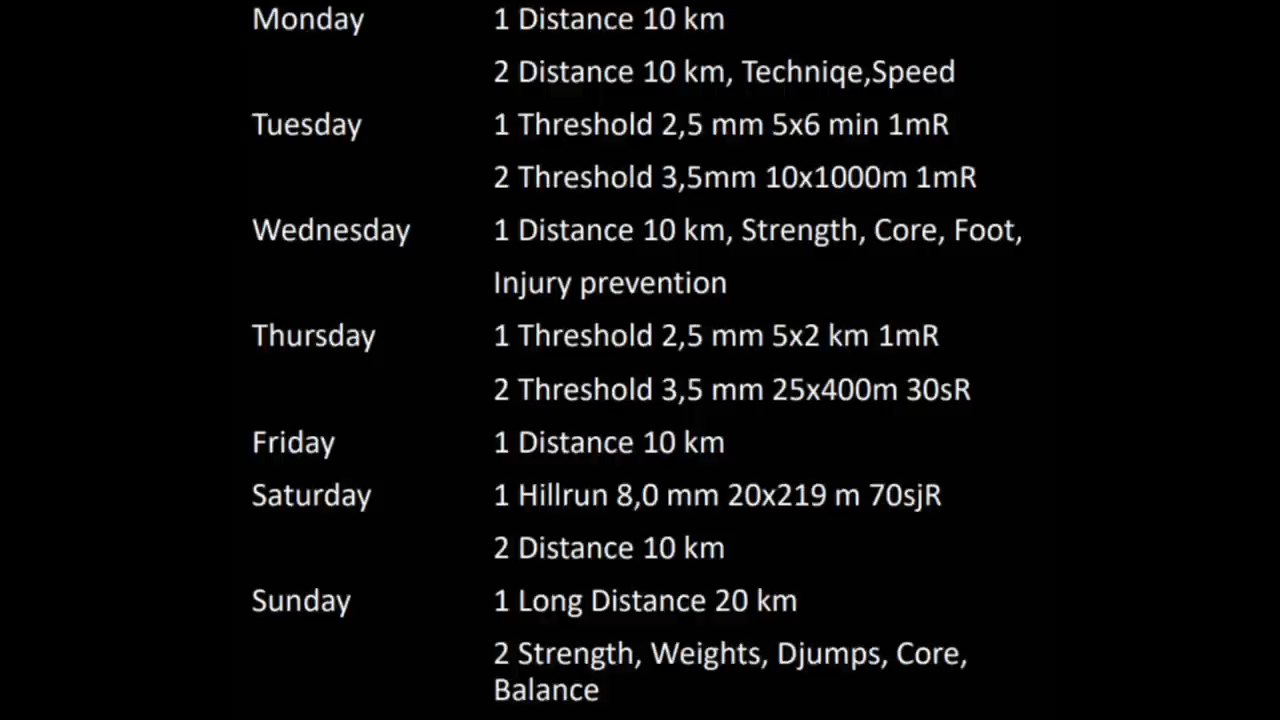 Monday 1 Distance 10 km
2 Distance 10 km, Techniqe,Speed
Tuesday 1 Threshold 2,5 mm 5x6 min 1mR
2 Threshold 3,5mm 10x1000m 1mR
Wednesday 1 Distance 10 km, Strength, Core, Foot,
Injury prevention
Thursday 1 Threshold 2,5 mm 5x2 km 1mR
2 Threshold 3,5 mm 25x400m 30sR
Friday 1 Distance 10 km
Saturday 1 Hillrun 8,0 mm 20x219 m 70sjR
2 Distance 10 km
Sunday 1 Long Distance 20 km
2 Strength, Weights, Djumps, Core,
Balance